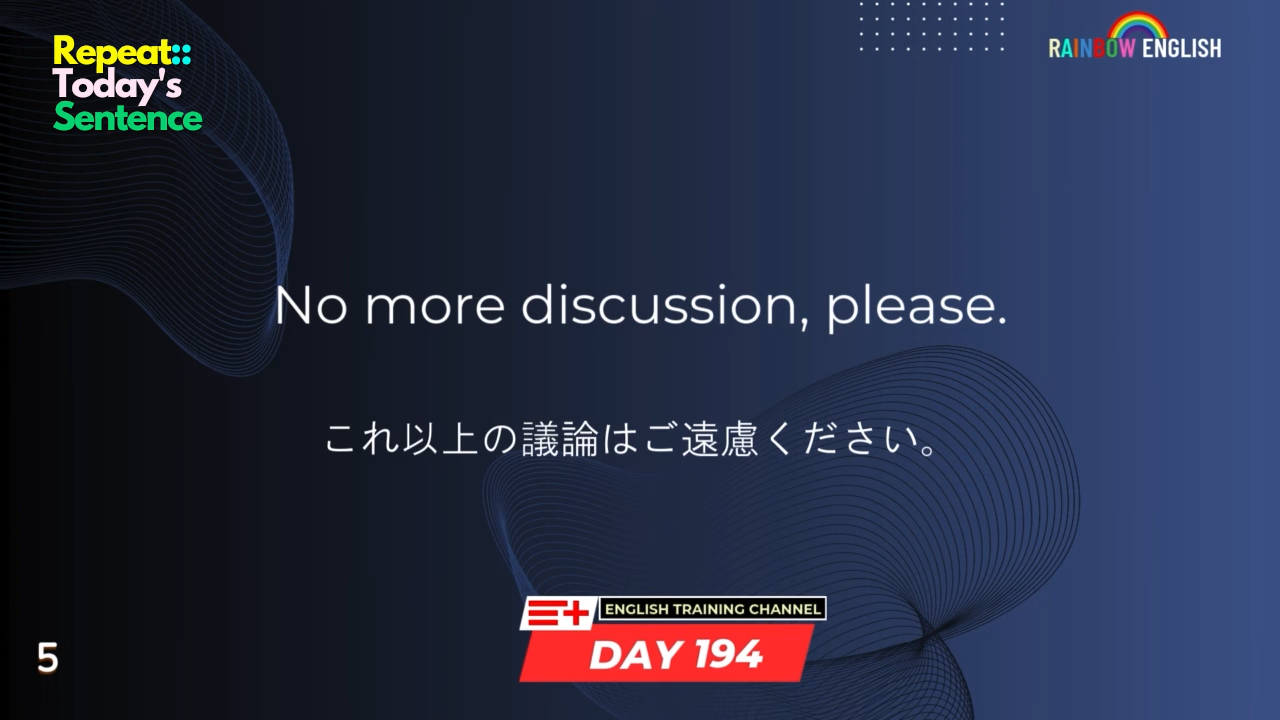 Repeat::
Today's
Sentence
RAINBOW ENGLISH
No more discussion, please.
これ以上の議論はご遠慮ください。
E+ ENGLISH TRAINING CHANNEL
DAY 194
5